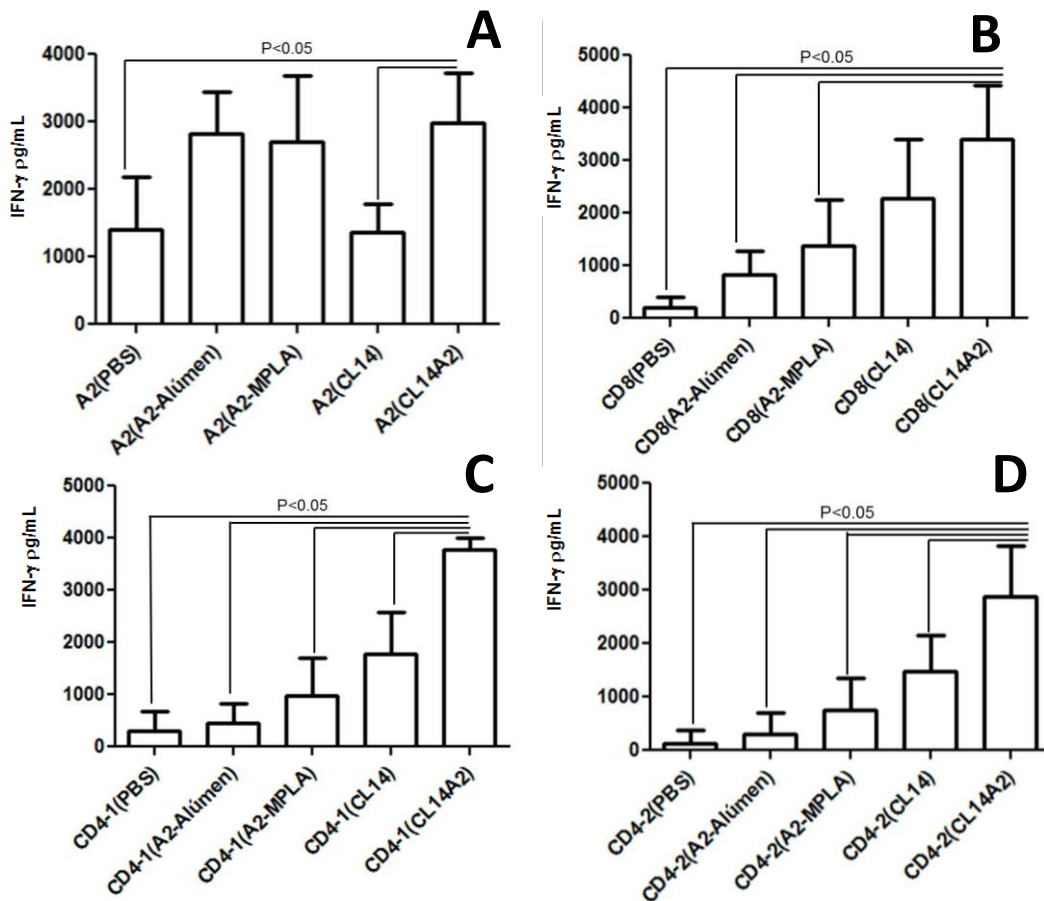 A
P<0.05
IFN-γ ρg/mL
4000
3000
2000
1000
0
A2(PBS)
A2(A2-Alúmen)
A2(A2-MPLA)
A2(CL14)
A2(CL14A2)
B
P<0.05
IFN-γ ρg/mL
5000
4000
3000
2000
1000
0
CD8(PBS)
CD8(A2-Alúmen)
CD8(A2-MPLA)
CD8(CL14)
CD8(CL14A2)
C
P<0.05
IFN-γ ρg/mL
5000
4000
3000
2000
1000
0
CD4-1(PBS)
CD4-1(A2-Alúmen)
CD4-1(A2-MPLA)
CD4-1(CL14)
CD4-1(CL14A2)
D
P<0.05
IFN-γ ρg/mL
5000
4000
3000
2000
1000
0
CD4-2(PBS)
CD4-2(A2-Alúmen)
CD4-2(A2-MPLA)
CD4-2(CL14)
CD4-2(CL14A2)